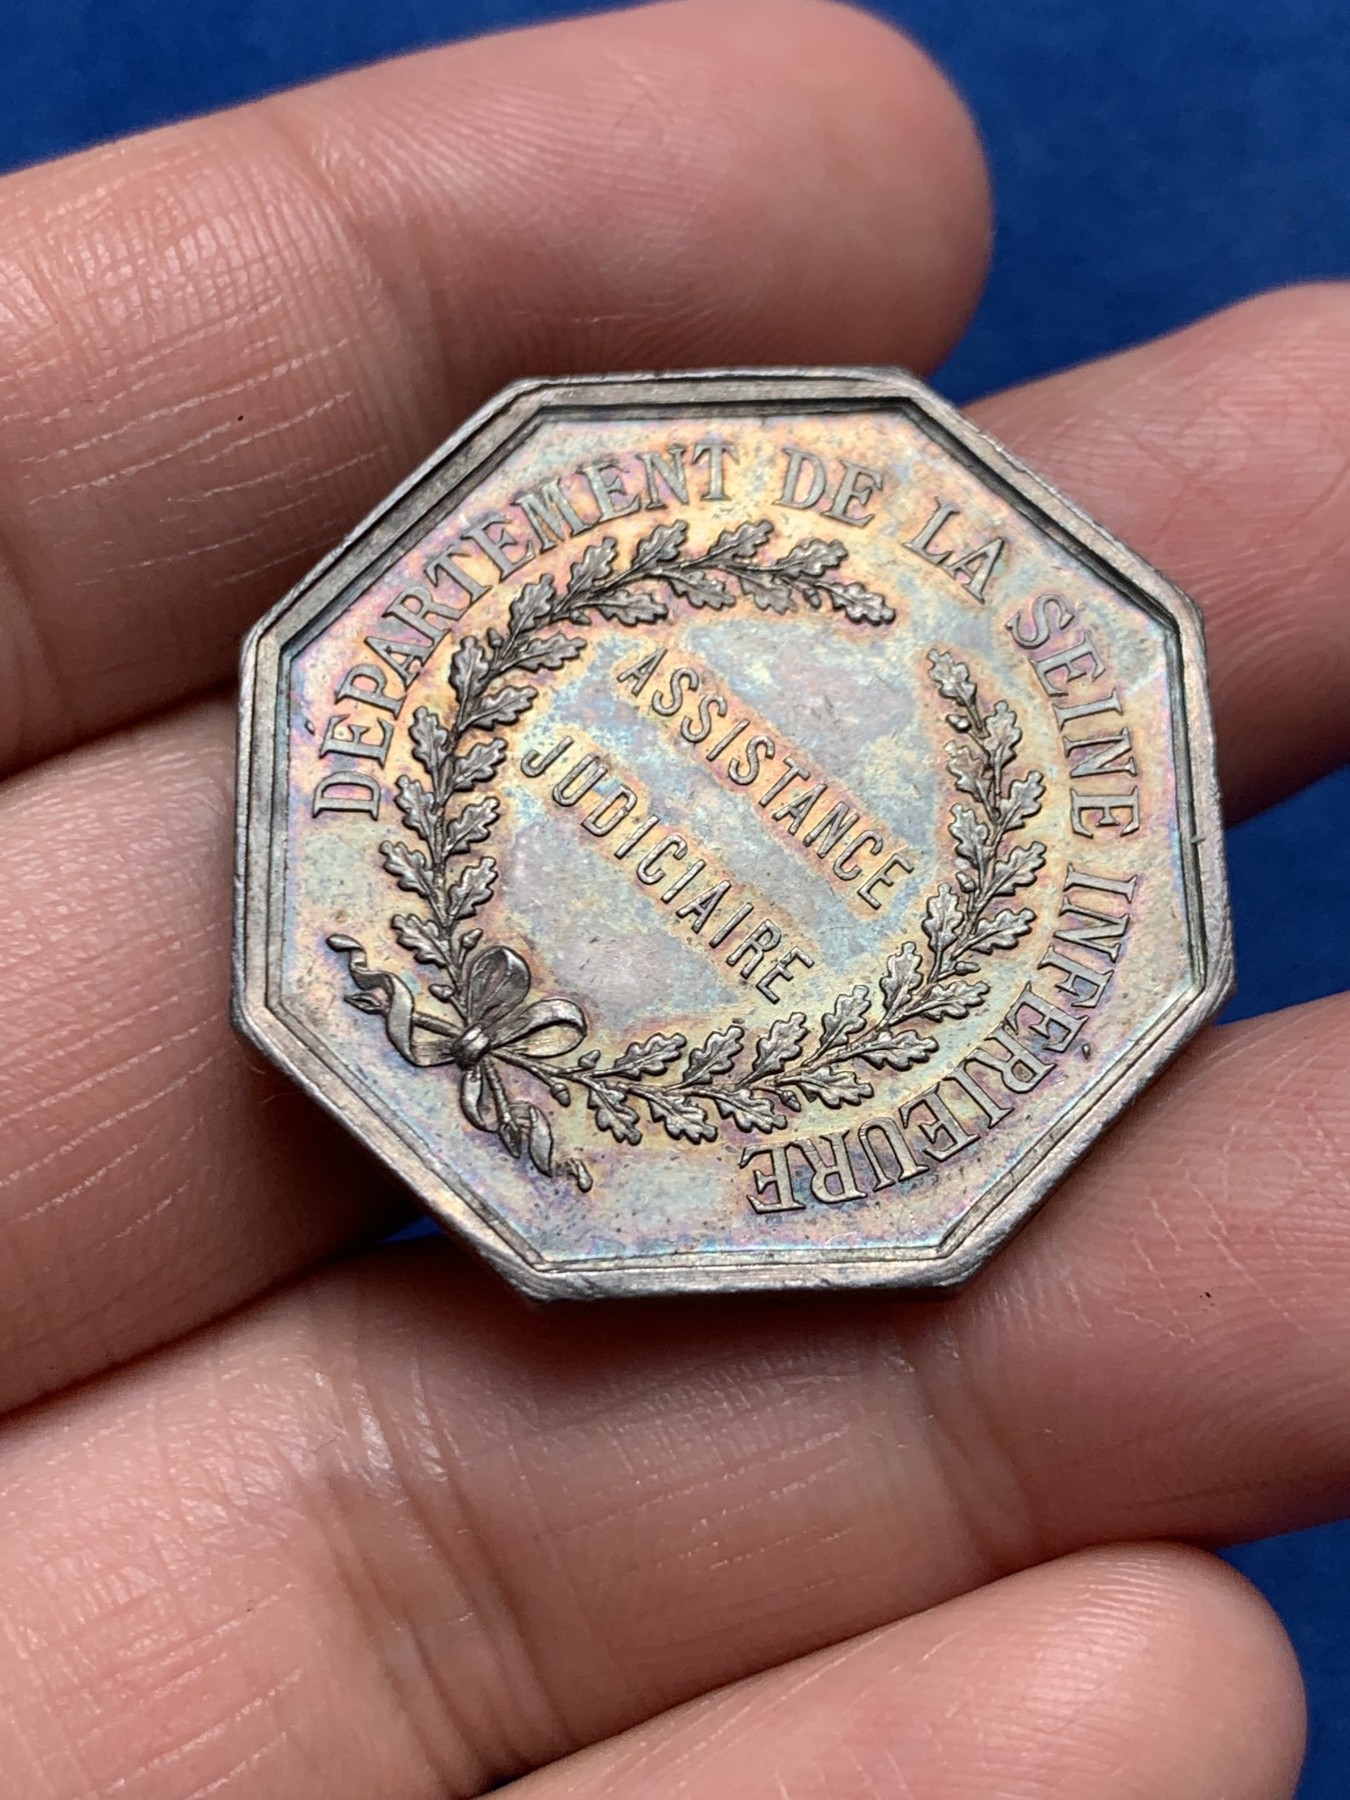 DÉPARTEMENT DE LA SEINE INFÉRIEURE
ASSISTANCE
JUDICIAIRE